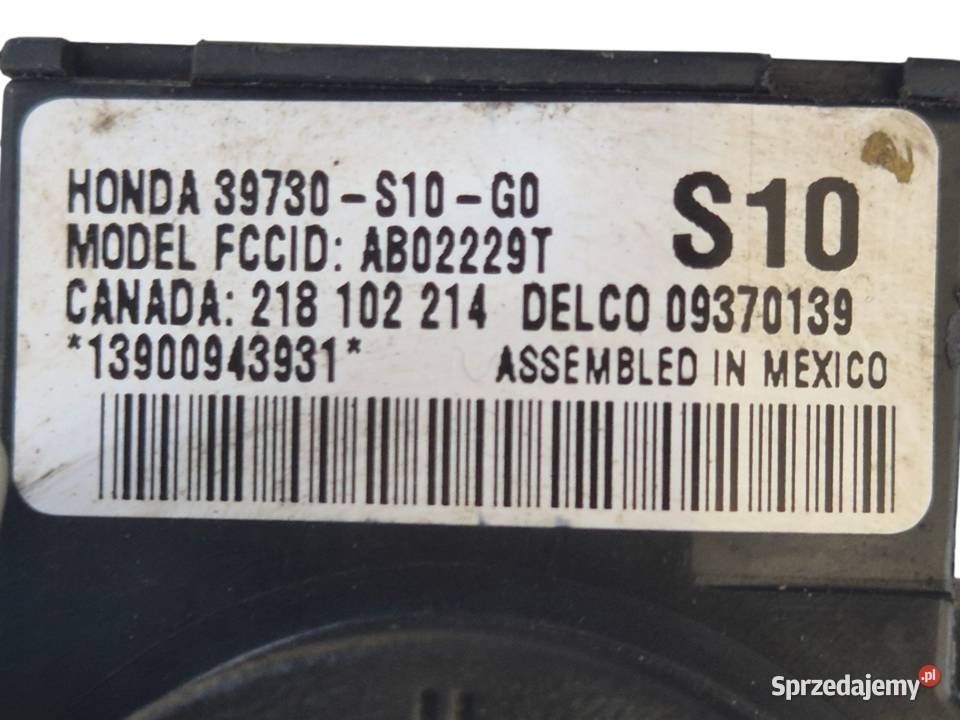 HONDA 39730-S10-G0
S10
MODEL FCCID: AB02229T
CANADA: 218 102 214 DELCO 09370139
*13900943931*
ASSEMBLED IN MEXICO
Sprzedajemy.pl